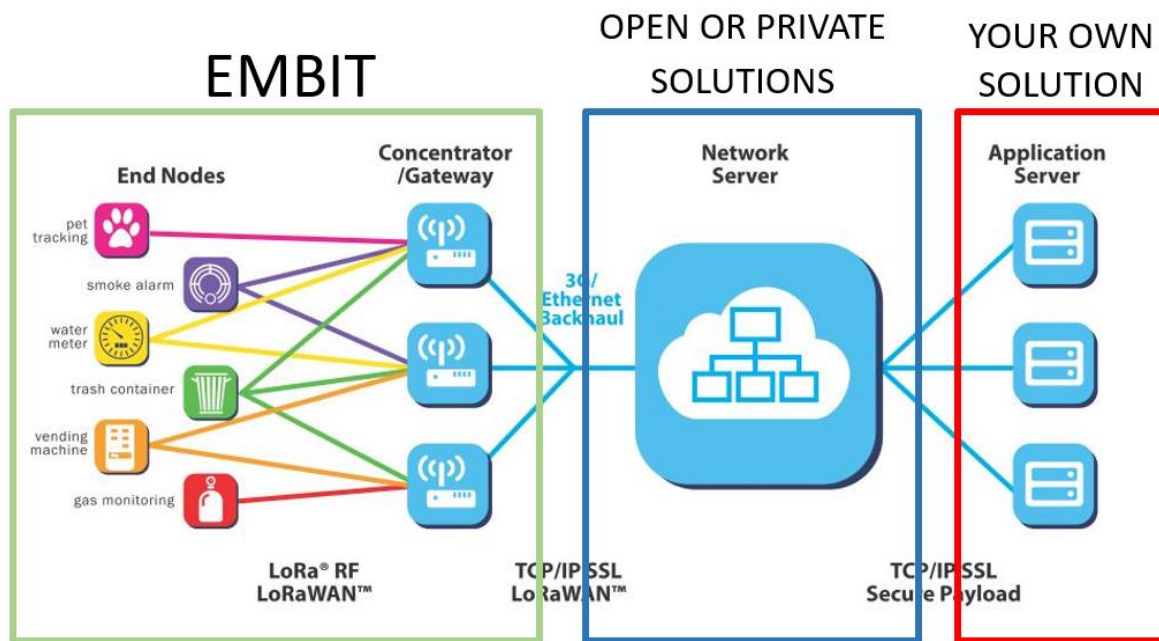 EMBIT
OPEN OR PRIVATE
SOLUTIONS
YOUR OWN
SOLUTION
End Nodes
Concentrator
/Gateway
Network
Server
Application
Server
pet
tracking
smoke alarm
water
meter
trash container
vending
machine
gas monitoring
3G/
Ethernet
Backhaul
LoRa® RF
LoRaWAN™
TCP/IP SSL
LoRaWAN™
TCP/IP SSL
Secure Payload